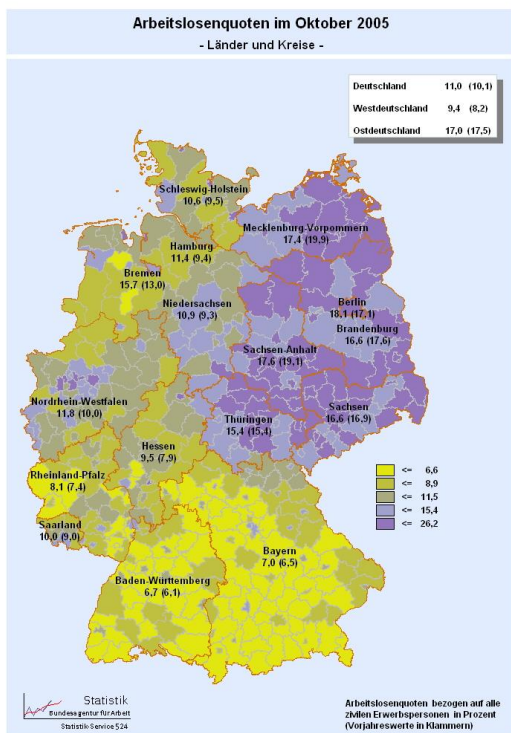 Arbeitslosenquoten im Oktober 2005
- Länder und Kreise -
Deutschland 11,0 (10,1)
Westdeutschland 9,4 (8,2)
Ostdeutschland 17,0 (17,5)
Schleswig-Holstein
10,6 (9,5)
Mecklenburg-Vorpommern
17,4 (19,9)
Hamburg
11,4 (9,4)
Bremen
15,7 (13,0)
Niedersachsen
10,9 (9,3)
Berlin
18,1 (17,1)
Brandenburg
16,6 (17,6)
Sachsen-Anhalt
17,6 (19,1)
Nordrhein-Westfalen
11,8 (10,0)
Sachsen
16,6 (16,9)
Thüringen
15,4 (15,4)
Hessen
9,5 (7,9)
Rheinland-Pfalz
8,1 (7,4)
Saarland
10,0 (9,0)
Bayern
7,0 (6,5)
Baden-Württemberg
6,7 (6,1)
<= 6,6
<= 8,9
<= 11,5
<= 15,4
<= 26,2
Statistik
Bundesagentur für Arbeit
Statistik-Service 524
Arbeitslosenquoten bezogen auf alle
zivilen Erwerbspersonen in Prozent
(Vorjahreswerte in Klammern)